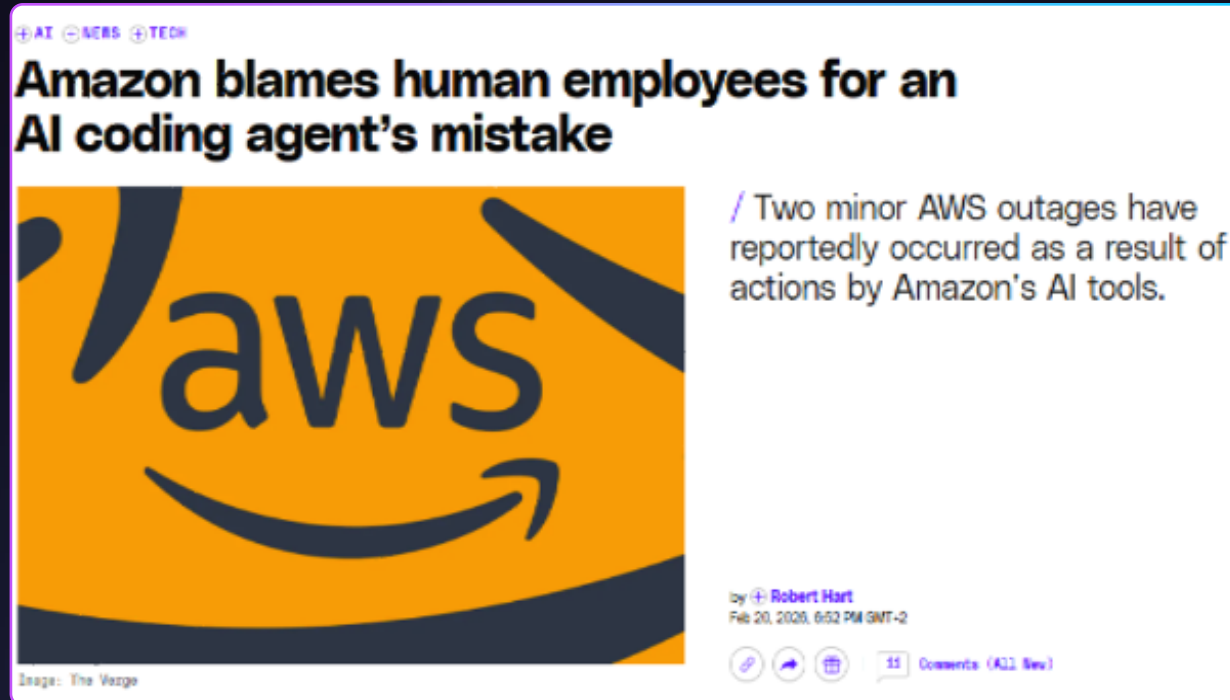 AI NEWS TECH
Amazon blames human employees for an
AI coding agent's mistake
aws
/ Two minor AWS outages have
reportedly occurred as a result of
actions by Amazon's AI tools.
by Robert Hart
Feb 20, 2026, 6:52 PM GMT+2
11 Comments (All New)
Image: The Verge